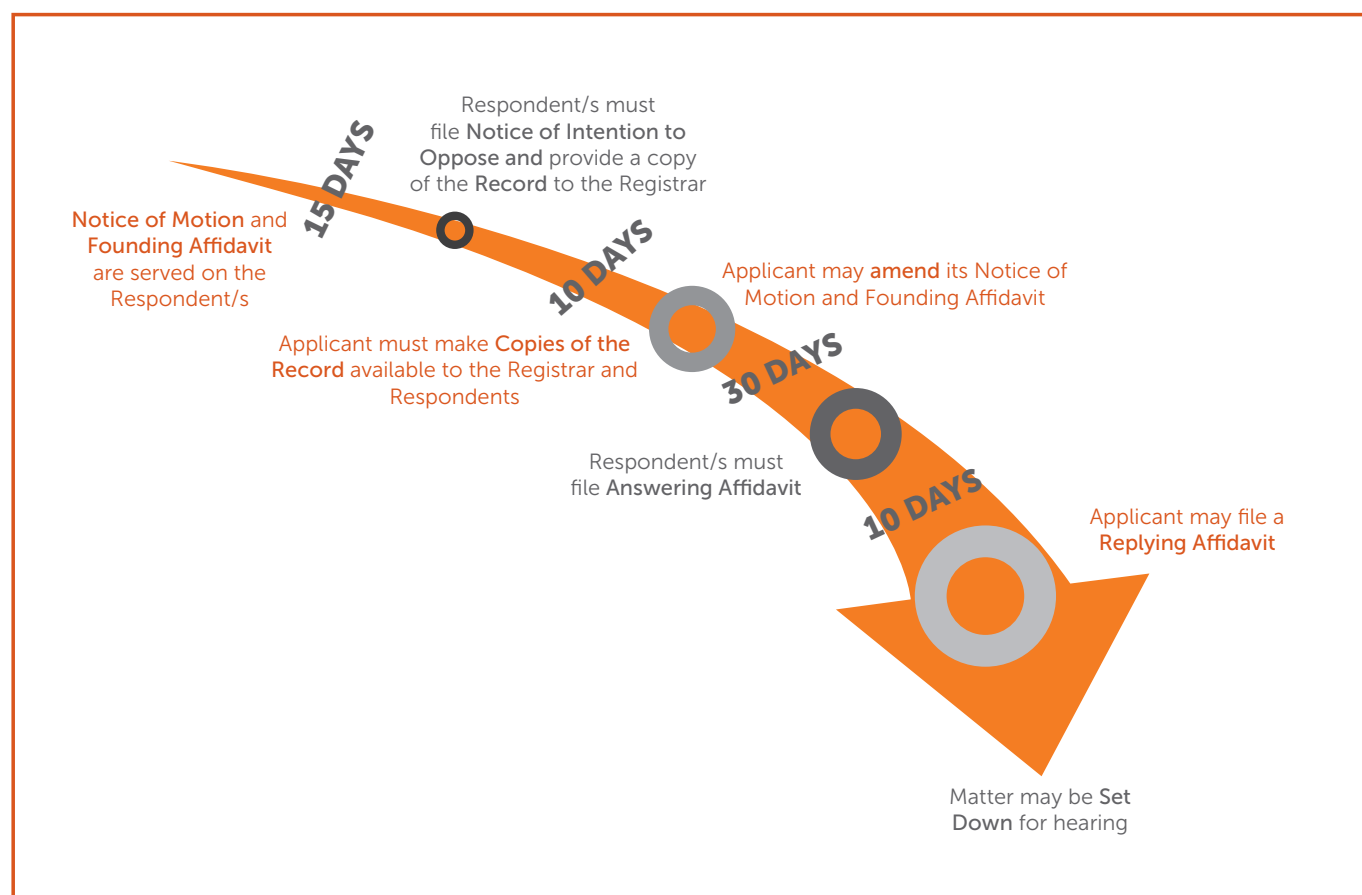 Notice of Motion and
Founding Affidavit
are served on the
Respondent/s
15 DAYS
Respondent/s must
file Notice of Intention to
Oppose and provide a copy
of the Record to the Registrar
10 DAYS
Applicant must make Copies of the
Record available to the Registrar and
Respondents
Applicant may amend its Notice of
Motion and Founding Affidavit
30 DAYS
Respondent/s must
file Answering Affidavit
10 DAYS
Applicant may file a
Replying Affidavit
Matter may be Set
Down for hearing